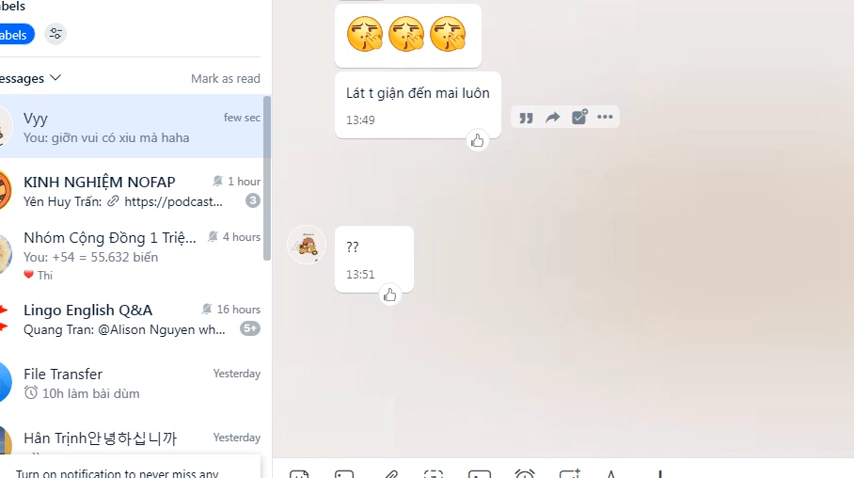 abels
abels
essages
Mark as read
Vyy
few sec
You: giỡn vui có xiu mà haha
KINH NGHIỆM NOFAP
1 hour
Yên Huy Trấn: https://podcast...
3
Nhóm Cộng Đồng 1 Triệ...
4 hours
You: +54 = 55.632 biến
Thi
Lingo English Q&A
16 hours
Quang Tran: @Alison Nguyen wh...
5+
File Transfer
Yesterday
10h làm bài dùm
Hân Trịnh안녕하십니까
Yesterday
Turn on notification to never miss any
Lát t giận đến mai luôn
13:49
??
13:51